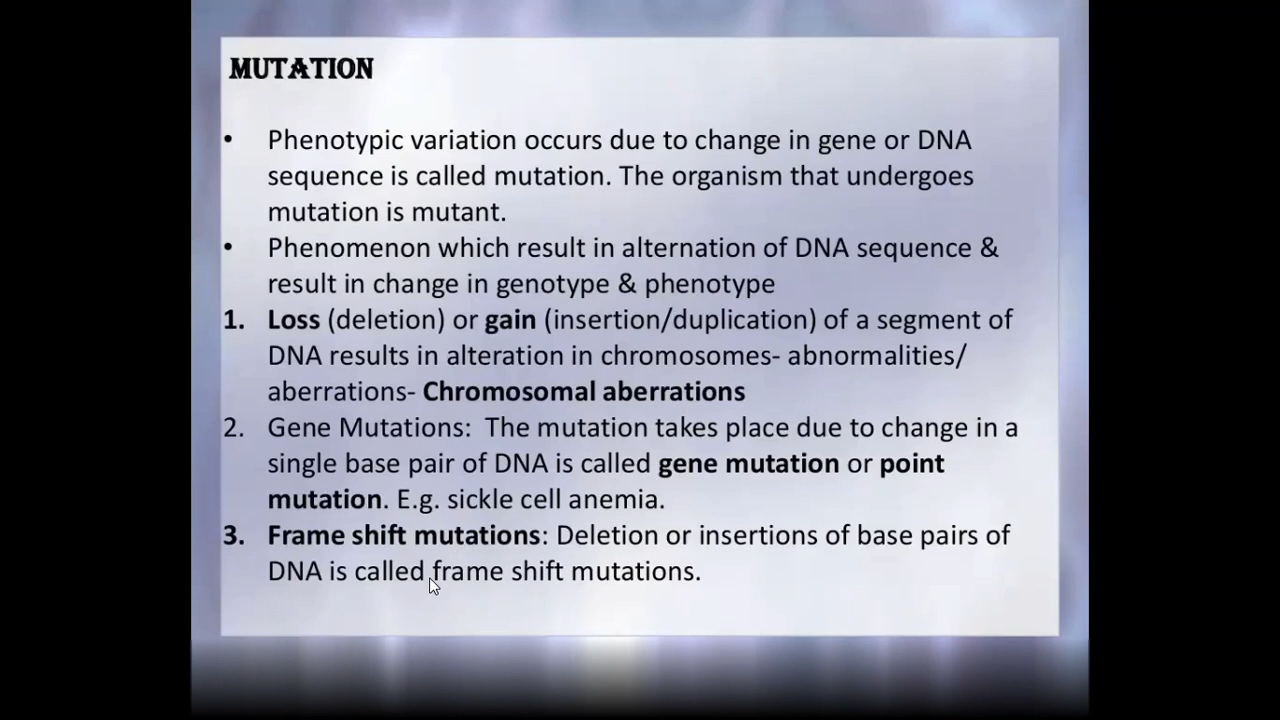 MUTATION
• Phenotypic variation occurs due to change in gene or DNA
sequence is called mutation. The organism that undergoes
mutation is mutant.
• Phenomenon which result in alternation of DNA sequence &
result in change in genotype & phenotype
1. Loss (deletion) or gain (insertion/duplication) of a segment of
DNA results in alteration in chromosomes- abnormalities/
aberrations- Chromosomal aberrations
2. Gene Mutations: The mutation takes place due to change in a
single base pair of DNA is called gene mutation or point
mutation. E.g. sickle cell anemia.
3. Frame shift mutations: Deletion or insertions of base pairs of
DNA is called frame shift mutations.